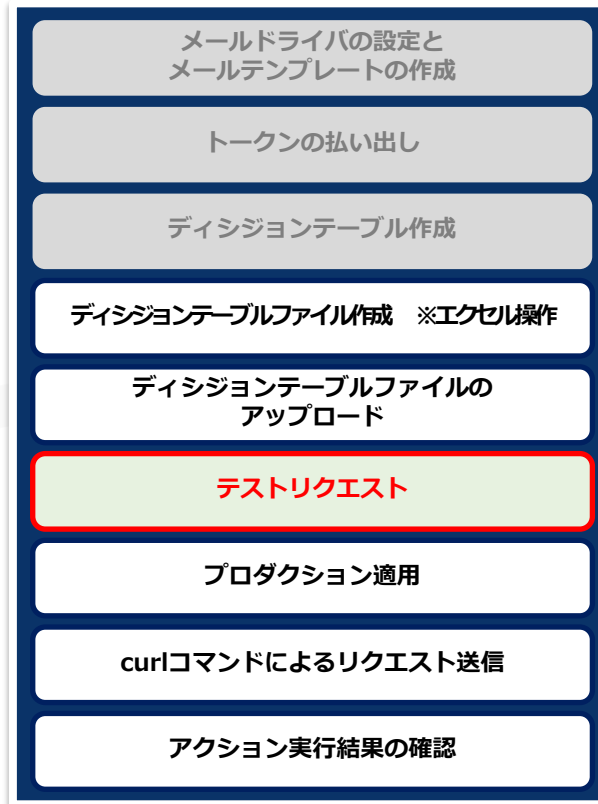 メールドライバの設定と
メールテンプレートの作成
トークンの払い出し
ディシジョンテーブル作成
ディシジョンテーブルファイル作成　※エクセル操作
ディシジョンテーブルファイルの
アップロード
テストリクエスト
プロダクション適用
curlコマンドによるリクエスト送信
アクション実行結果の確認